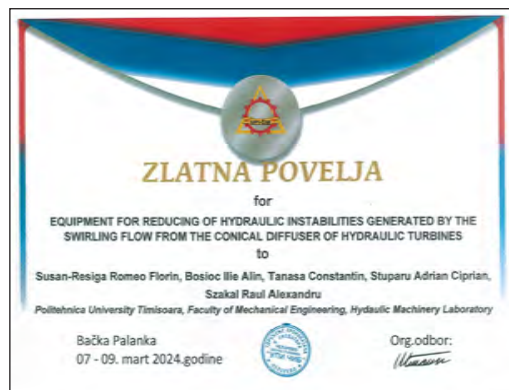 ZLATNA POVELJA
for
EQUIPMENT FOR REDUCING OF HYDRAULIC INSTABILITIES GENERATED BY THE
SWIRLING FLOW FROM THE CONICAL DIFFUSER OF HYDRAULIC TURBINES
to
Susan-Resiga Romeo Florin, Bosioc Ilie Alin, Tanasa Constantin, Stuparu Adrian Ciprian,
Szakal Raul Alexandru
Politehnica University Timisoara, Faculty of Mechanical Engineering, Hydaulic Machinery Laboratory
Bačka Palanka
07 - 09. mart 2024.godine
Org.odbor: